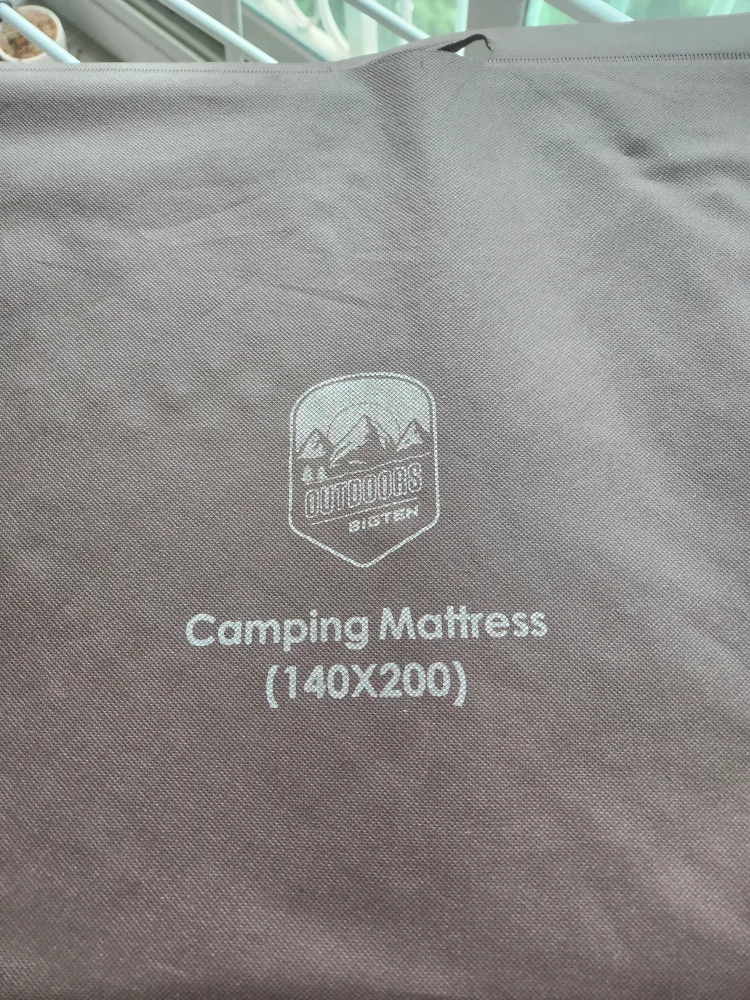 OUTDOORS
BIGTEN
Camping Mattress
(140X200)